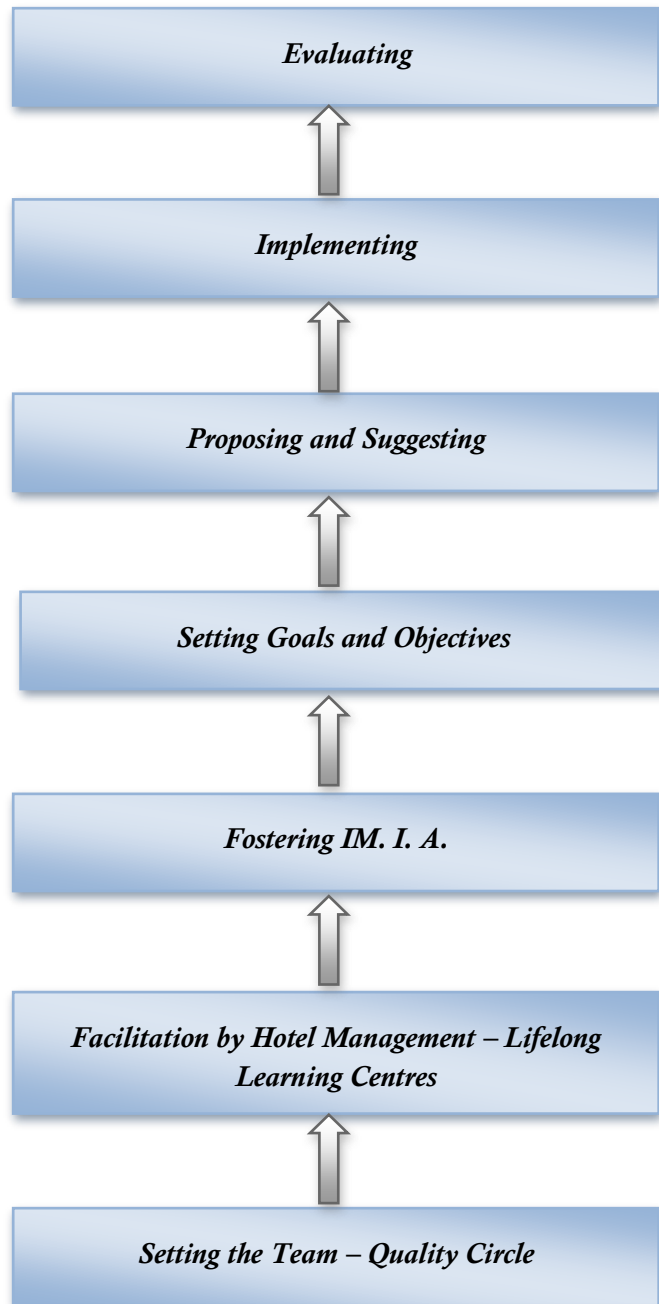 Evaluating
Implementing
Proposing and Suggesting
Setting Goals and Objectives
Fostering IM. I. A.
Facilitation by Hotel Management – Lifelong
Learning Centres
Setting the Team – Quality Circle